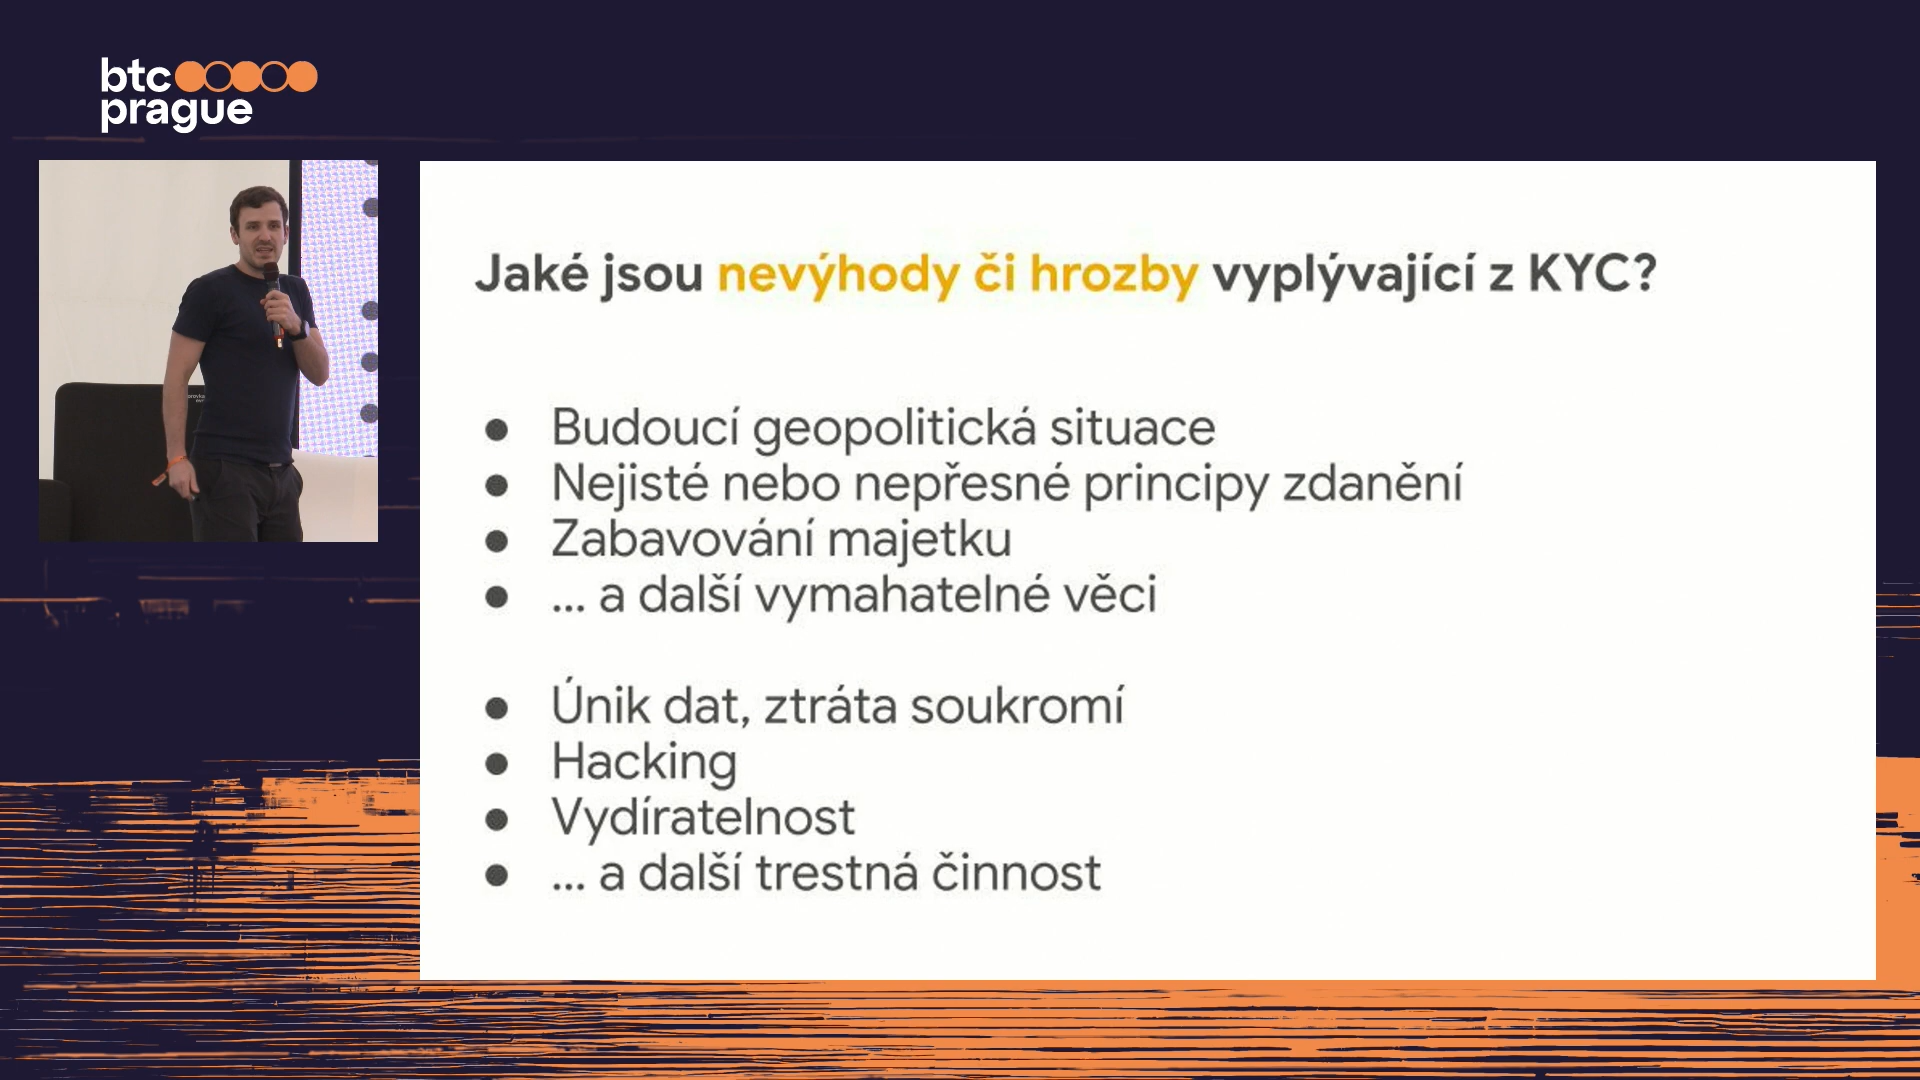 btc
prague
Jaké jsou nevýhody či hrozby vyplývající z KYC?
● Budoucí geopolitická situace
● Nejisté nebo nepřesné principy zdanění
● Zabavování majetku
● ... a další vymahatelné věci
● Únik dat, ztráta soukromí
● Hacking
● Vydíratelnost
● ... a další trestná činnost